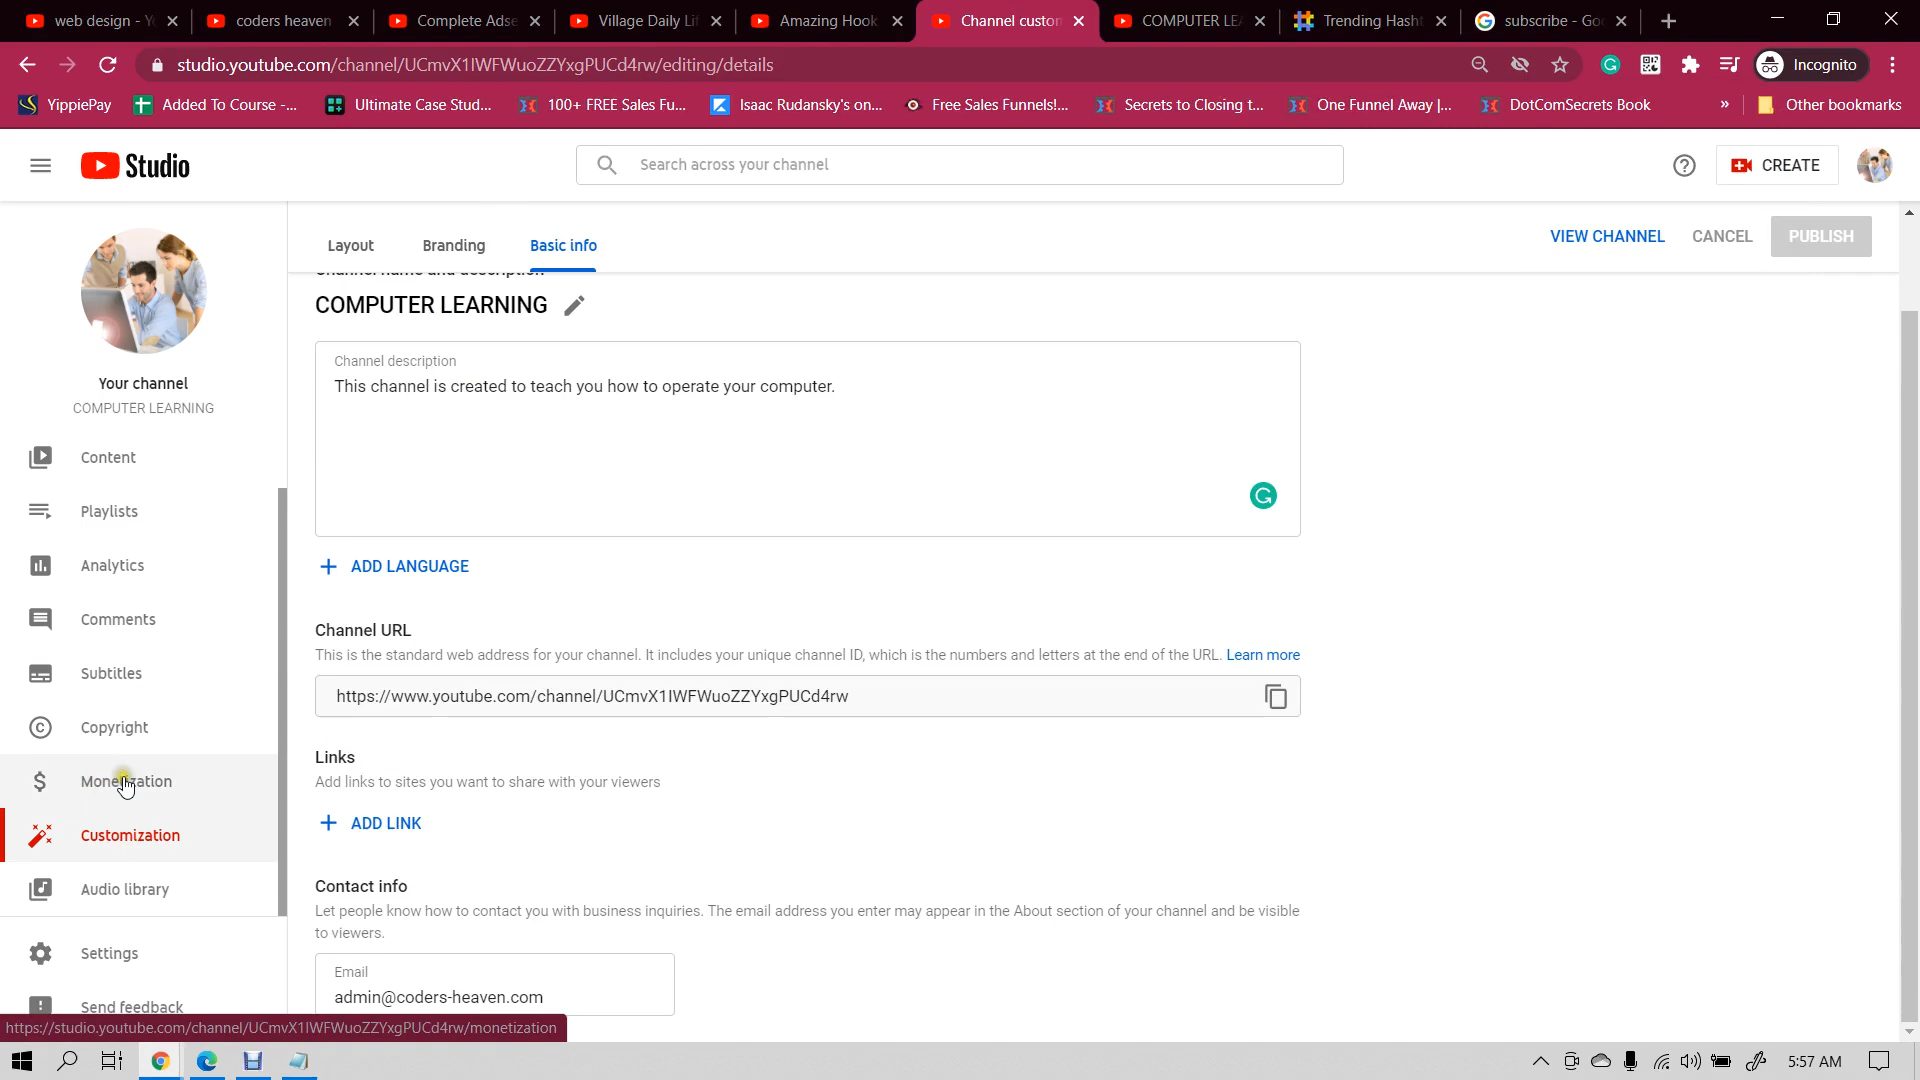 web design - Y
coders heaven
Complete Adse
Village Daily Li
Amazing Hook
Channel custom
COMPUTER LE
Trending Hasht
subscribe - Goo
studio.youtube.com/channel/UCmvX1IWFWuoZZYxgPUCd4rw/editing/details
Incognito
YippiePay
Added To Course -...
Ultimate Case Stud...
100+ FREE Sales Fu...
Isaac Rudansky's on...
Free Sales Funnels!...
Secrets to Closing t...
One Funnel Away |...
DotComSecrets Book
»
Other bookmarks
Studio
Search across your channel
CREATE
Layout
Branding
Basic info
VIEW CHANNEL
CANCEL
PUBLISH
Channel name and description
COMPUTER LEARNING
Channel description
This channel is created to teach you how to operate your computer.
ADD LANGUAGE
Channel URL
This is the standard web address for your channel. It includes your unique channel ID, which is the numbers and letters at the end of the URL. Learn more
https://www.youtube.com/channel/UCmvX1IWFWuoZZYxgPUCd4rw
Links
Add links to sites you want to share with your viewers
ADD LINK
Contact info
Let people know how to contact you with business inquiries. The email address you enter may appear in the About section of your channel and be visible
to viewers.
Email
admin@coders-heaven.com
Your channel
COMPUTER LEARNING
Content
Playlists
Analytics
Comments
Subtitles
Copyright
Monetization
Customization
Audio library
Settings
Send feedback
https://studio.youtube.com/channel/UCmvX1IWFWuoZZYxgPUCd4rw/monetization
5:57 AM